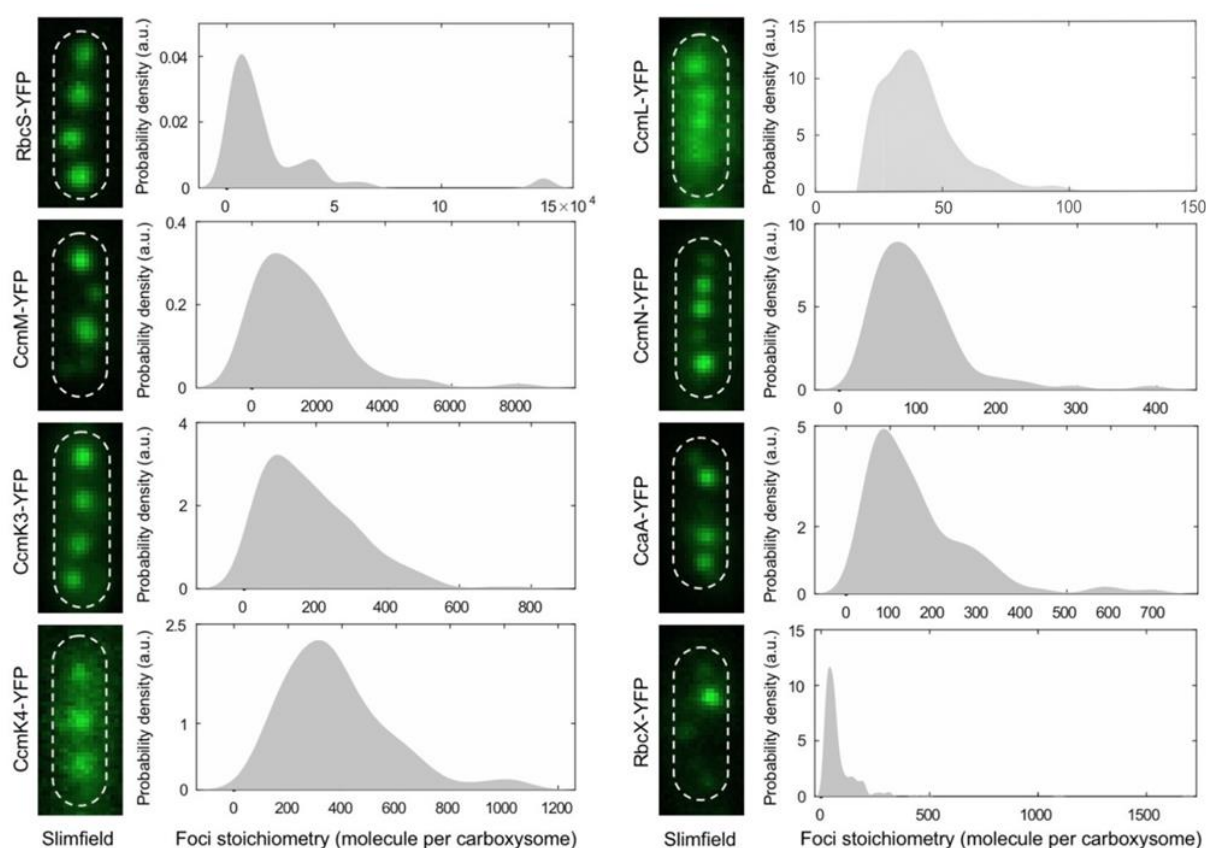 RbcS-YFP
Probability density (a.u.)
0.04
0.02
0
0 5 10 15×10⁴
CcmL-YFP
Probability density (a.u.)
15
10
5
0
0 50 100 150
CcmM-YFP
Probability density (a.u.)
0.4
0.2
0
0 2000 4000 6000 8000
CcmN-YFP
Probability density (a.u.)
10
5
0
0 100 200 300 400
CcmK3-YFP
Probability density (a.u.)
4
2
0
0 200 400 600 800
CcaA-YFP
Probability density (a.u.)
5
2
0
0 100 200 300 400 500 600 700
CcmK4-YFP
Probability density (a.u.)
2.5
1
0
0 200 400 600 800 1000 1200
RbcX-YFP
Probability density (a.u.)
15
10
5
0
0 500 1000 1500
Slimfield
Foci stoichiometry (molecule per carboxysome)
Slimfield
Foci stoichiometry (molecule per carboxysome)